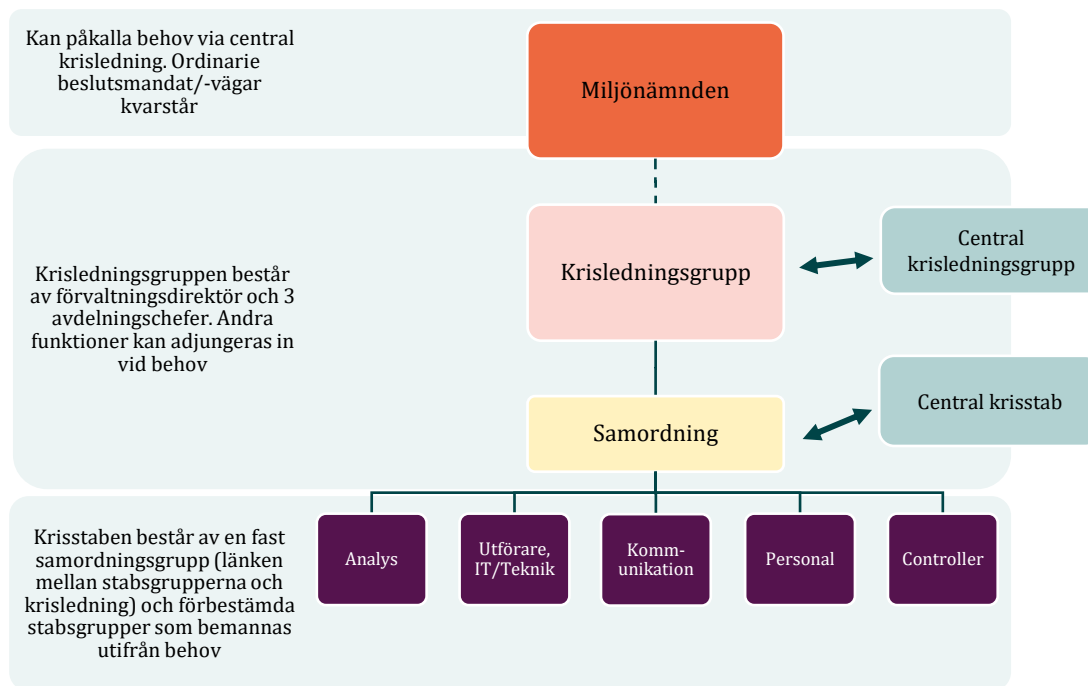 Kan påkalla behov via central
krisledning. Ordinarie
beslutsmandat/-vägar
kvarstår
Miljönämnden
Krisledningsgruppen består
av förvaltningsdirektör och 3
avdelningschefer. Andra
funktioner kan adjungeras in
vid behov
Krisledningsgrupp
Central
krisledningsgrupp
Samordning
Central krisstab
Krisstaben består av en fast
samordningsgrupp (länken
mellan stabsgrupperna och
krisledning) och förbestämda
stabsgrupper som bemannas
utifrån behov
Analys
Utförare,
IT/Teknik
Komm-
unikation
Personal
Controller